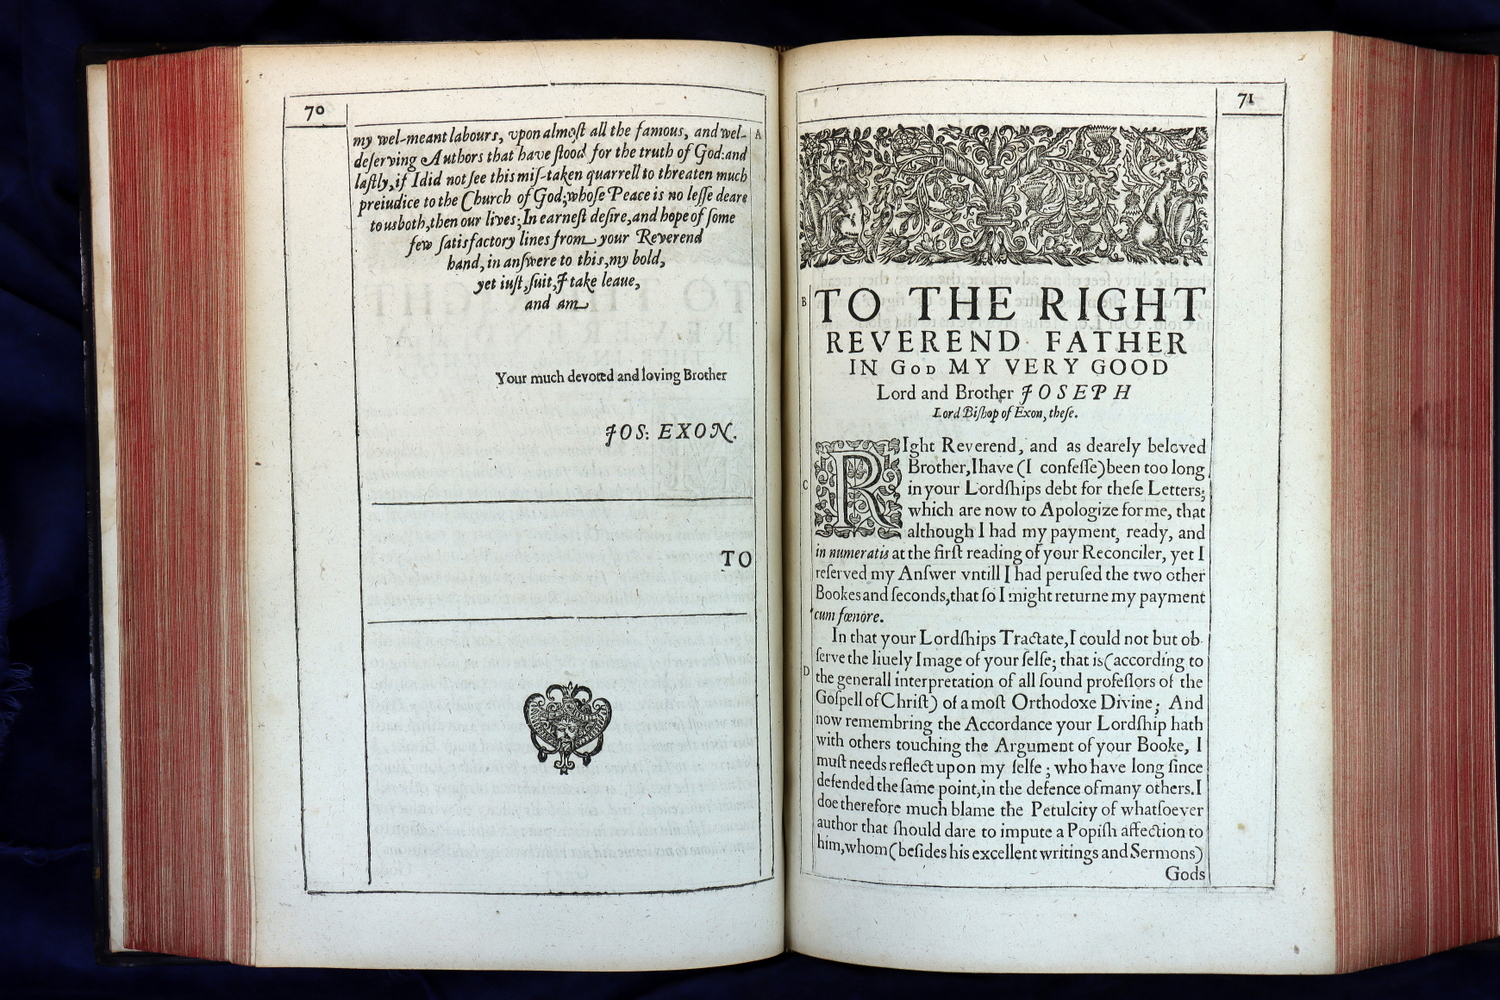 70
my wel-meant labours, vpon almoſt all the famous, and wel-
A
deſerving Authors that have ſtood for the truth of God:and
laſtly,if I did not ſee this miſ-taken quarrell to threaten much
preiudice to the Church of God;whoſe Peace is no leſſe deare
to us both,then our lives; In earneſt deſire,and hope of ſome
few ſatisfactory lines from your Reverend
hand, in anſwere to this,my bold,
yet iuſt,ſuit,I take leaue,
and am
Your much devoted and loving Brother
JOS: EXON.
TO
71
B
TO THE RIGHT
REVEREND FATHER
IN GOD MY VERY GOOD
Lord and Brother JOSEPH
Lord Biſhop of Exon, theſe.
RIght Reverend, and as dearely beloved
Brother,I have (I confeſſe)been too long
C
in your Lordſhips debt for theſe Letters;
which are now to Apologize for me, that
although I had my payment, ready, and
in numeratis at the firſt reading of your Reconciler, yet I
reſerved my Anſwer vntill I had peruſed the two other
Bookes and ſeconds,that ſo I might returne my payment
cum fœnore.
In that your Lordſhips Tractate,I could not but ob-
ſerve the liuely Image of your ſelfe; that is(according to
D
the generall interpretation of all ſound profeſſors of the
Goſpell of Chriſt) of a moſt Orthodoxe Divine; And
now remembring the Accordance your Lordſhip hath
with others touching the Argument of your Booke, I
muſt needs reflect upon my ſelfe ; who have long ſince
defended the ſame point,in the defence of many others.I
doe therefore much blame the Petulcity of whatſoever
author that ſhould dare to impute a Popiſh affection to
him,whom (beſides his excellent writings and Sermons)
Gods